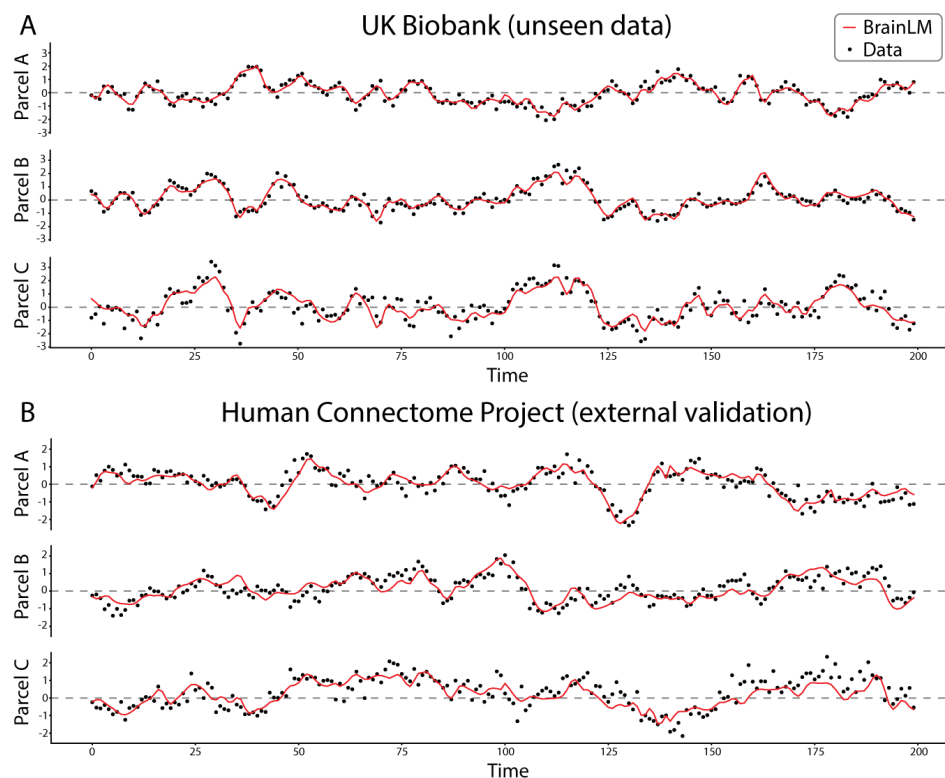 A
UK Biobank (unseen data)
BrainLM
Data
Parcel A
3
2
1
0
-1
-2
-3
Parcel B
3
2
1
0
-1
-2
-3
Parcel C
3
2
1
0
-1
-2
-3
0 25 50 75 100 125 150 175 200
Time
B
Human Connectome Project (external validation)
Parcel A
2
1
0
-1
-2
Parcel B
2
1
0
-1
-2
Parcel C
2
1
0
-1
-2
0 25 50 75 100 125 150 175 200
Time